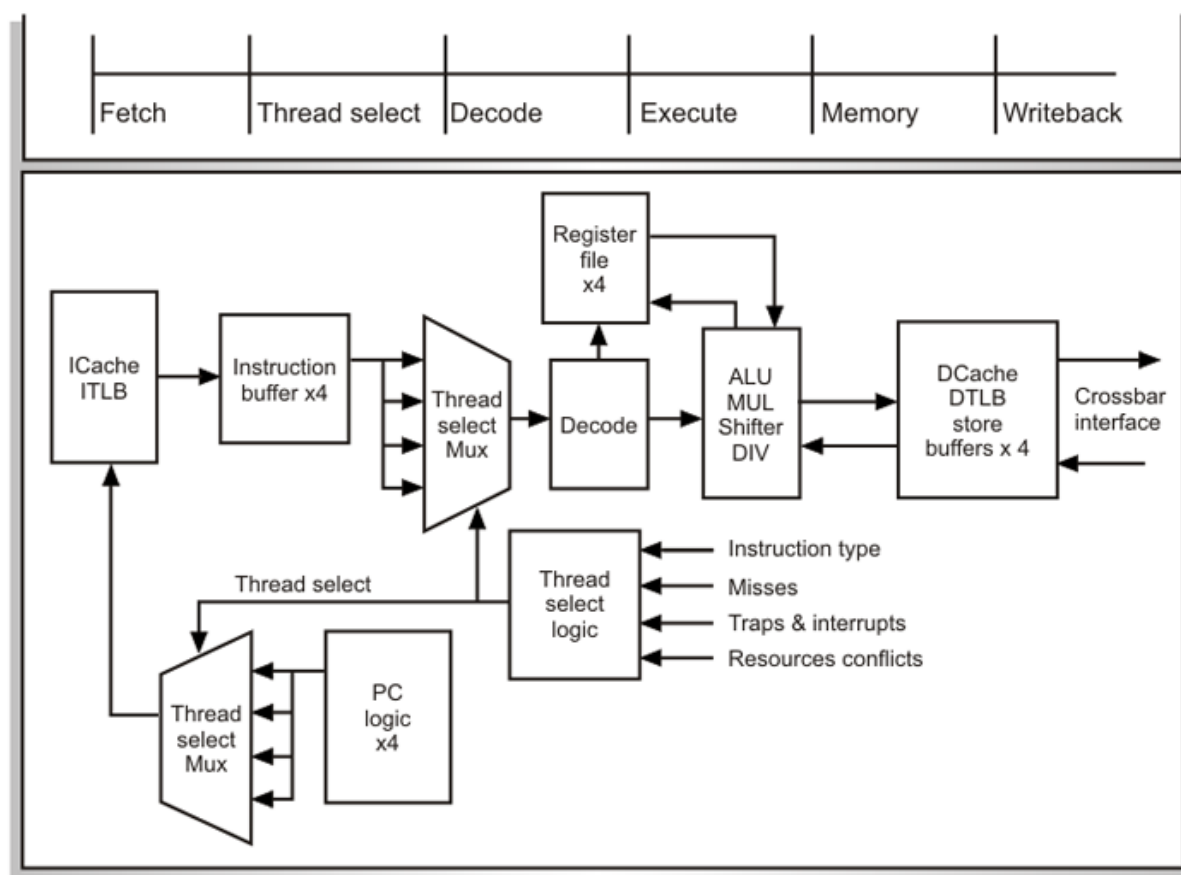 Fetch
Thread select
Decode
Execute
Memory
Writeback
Register
file
x4
ICache
ITLB
Instruction
buffer x4
Thread
select
Mux
Decode
ALU
MUL
Shifter
DIV
DCache
DTLB
store
buffers x 4
Crossbar
interface
Thread select
Thread
select
logic
Instruction type
Misses
Traps & interrupts
Resources conflicts
Thread
select
Mux
PC
logic
x4